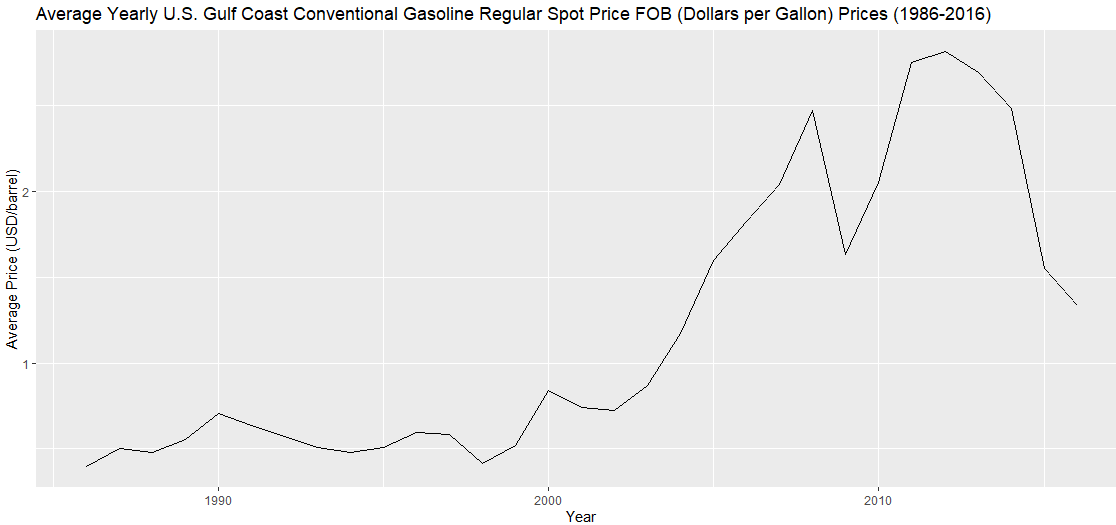 Average Yearly U.S. Gulf Coast Conventional Gasoline Regular Spot Price FOB (Dollars per Gallon) Prices (1986-2016)
Average Price (USD/barrel)
2
1
1990 2000 2010
Year